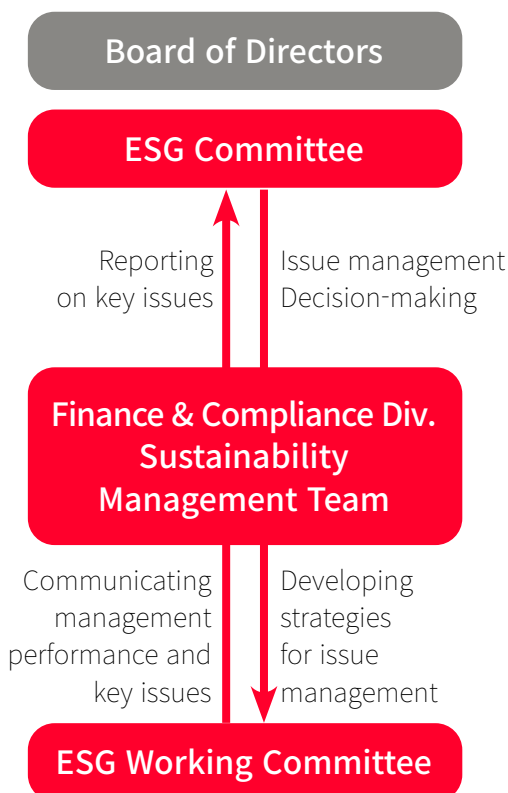 Board of Directors
ESG Committee
Reporting
on key issues
Issue management
Decision-making
Finance & Compliance Div.
Sustainability
Management Team
Communicating
management
performance and
key issues
Developing
strategies
for issue
management
ESG Working Committee